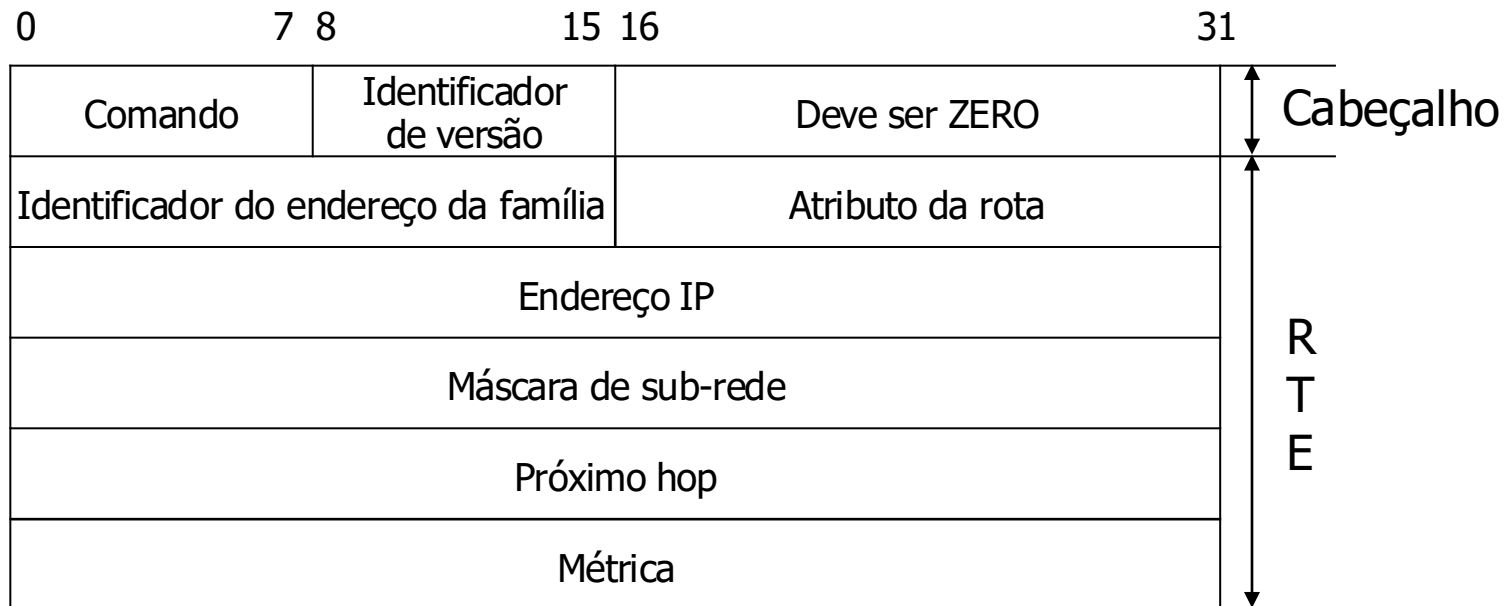 0 7 8 15 16 31
Comando
Identificador
de versão
Deve ser ZERO
Cabeçalho
Identificador do endereço da família
Atributo da rota
Endereço IP
Máscara de sub-rede
Próximo hop
Métrica
R
T
E